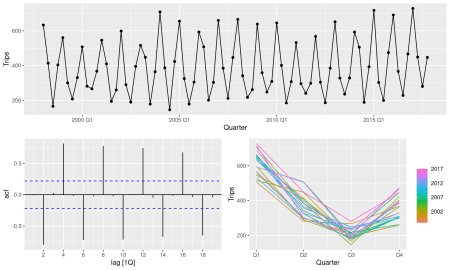 600
400
200
Trips
2000 Q1
2005 Q1
2010 Q1
2015 Q1
Quarter
0.5
0.0
-0.5
acf
2 4 6 8 10 12 14 16 18
lag [1Q]
600
400
200
Trips
Q1 Q2 Q3 Q4
Quarter
2017
2012
2007
2002